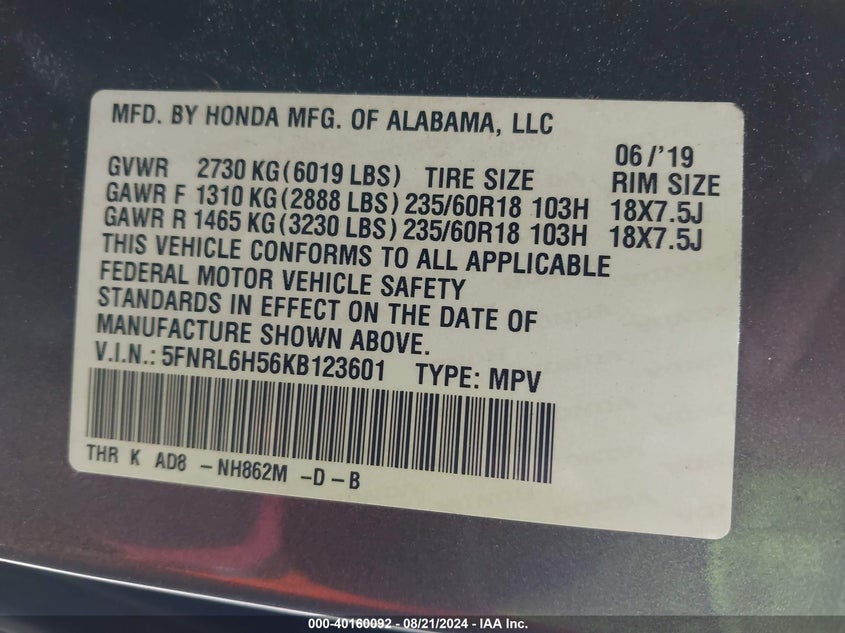 MFD. BY HONDA MFG. OF ALABAMA, LLC
06/'19
GVWR 2730 KG(6019 LBS) TIRE SIZE RIM SIZE
GAWR F 1310 KG(2888 LBS) 235/60R18 103H 18X7.5J
GAWR R 1465 KG(3230 LBS) 235/60R18 103H 18X7.5J
THIS VEHICLE CONFORMS TO ALL APPLICABLE
FEDERAL MOTOR VEHICLE SAFETY
STANDARDS IN EFFECT ON THE DATE OF
MANUFACTURE SHOWN ABOVE.
V.I.N.: 5FNRL6H56KB123601 TYPE: MPV
THR K AD8 -NH862M -D-B
000-40160092 - 08/21/2024 - IAA Inc.